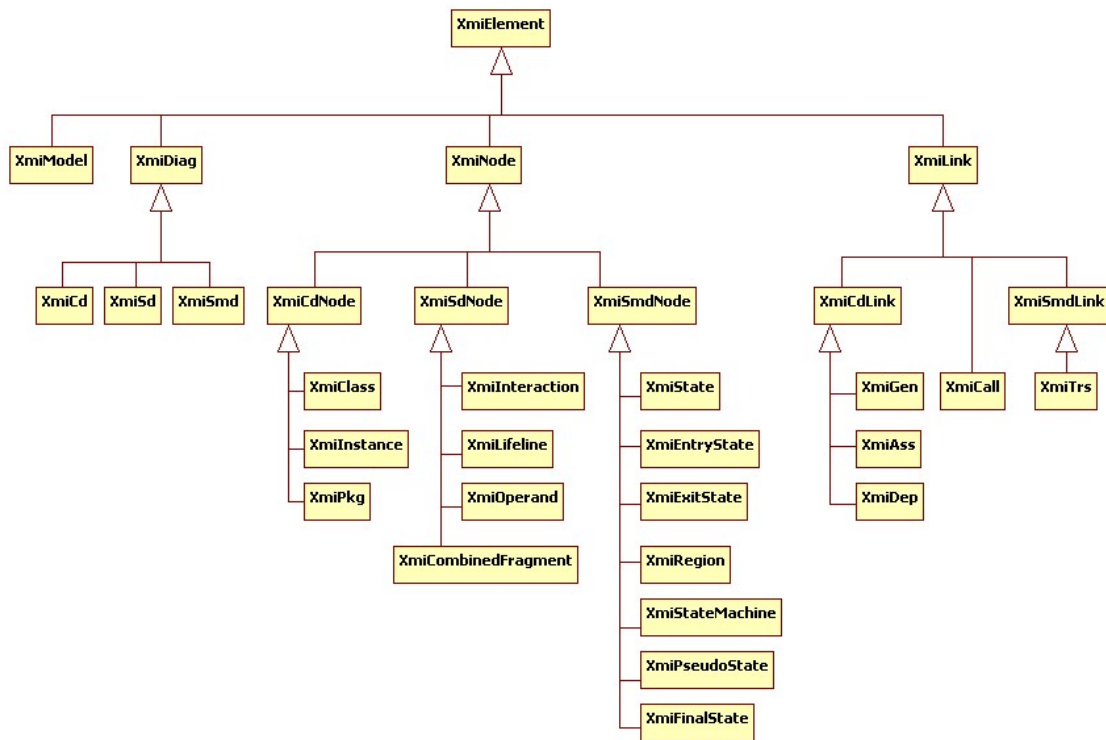 XmiElement
XmiModel
XmiDiag
XmiNode
XmiLink
XmiCd
XmiSd
XmiSmd
XmiCdNode
XmiSdNode
XmiSmdNode
XmiCdLink
XmiSmdLink
XmiClass
XmiInteraction
XmiState
XmiGen
XmiCall
XmiTrs
XmiInstance
XmiLifeline
XmiEntryState
XmiAss
XmiPkg
XmiOperand
XmiExitState
XmiDep
XmiCombinedFragment
XmiRegion
XmiStateMachine
XmiPseudoState
XmiFinalState